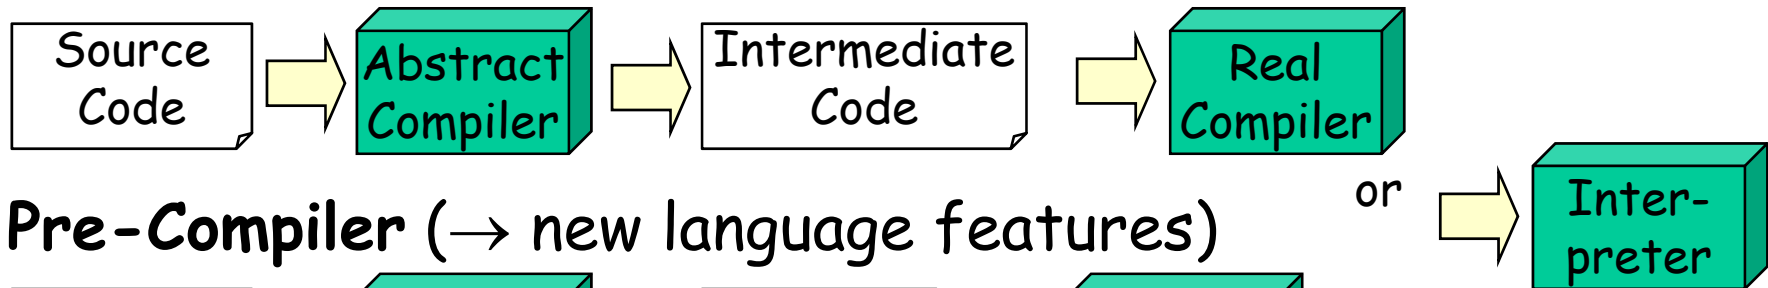 Source
Code
Abstract
Compiler
Intermediate
Code
Real
Compiler
or
Inter-
preter
Pre-Compiler (→ new language features)